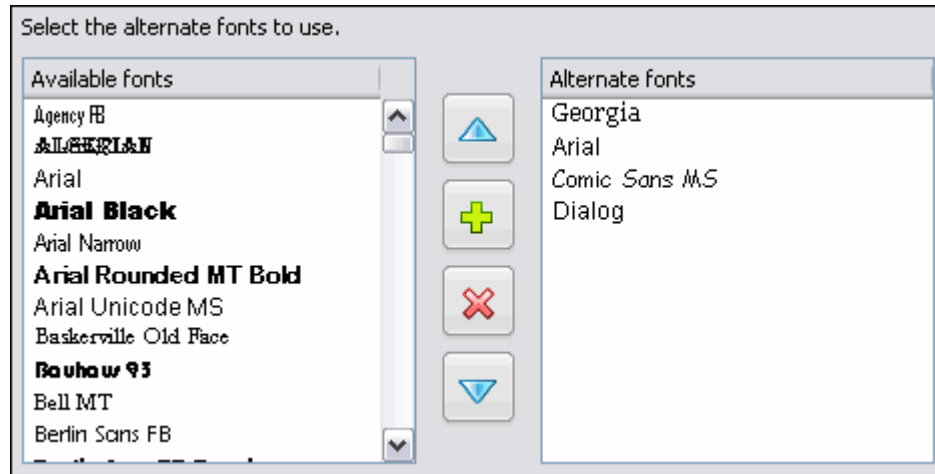 Select the alternate fonts to use.
Available fonts
Agency FB
ALGERIAN
Arial
Arial Black
Arial Narrow
Arial Rounded MT Bold
Arial Unicode MS
Baskerville Old Face
Bauhaus 93
Bell MT
Berlin Sans FB
Alternate fonts
Georgia
Arial
Comic Sans MS
Dialog